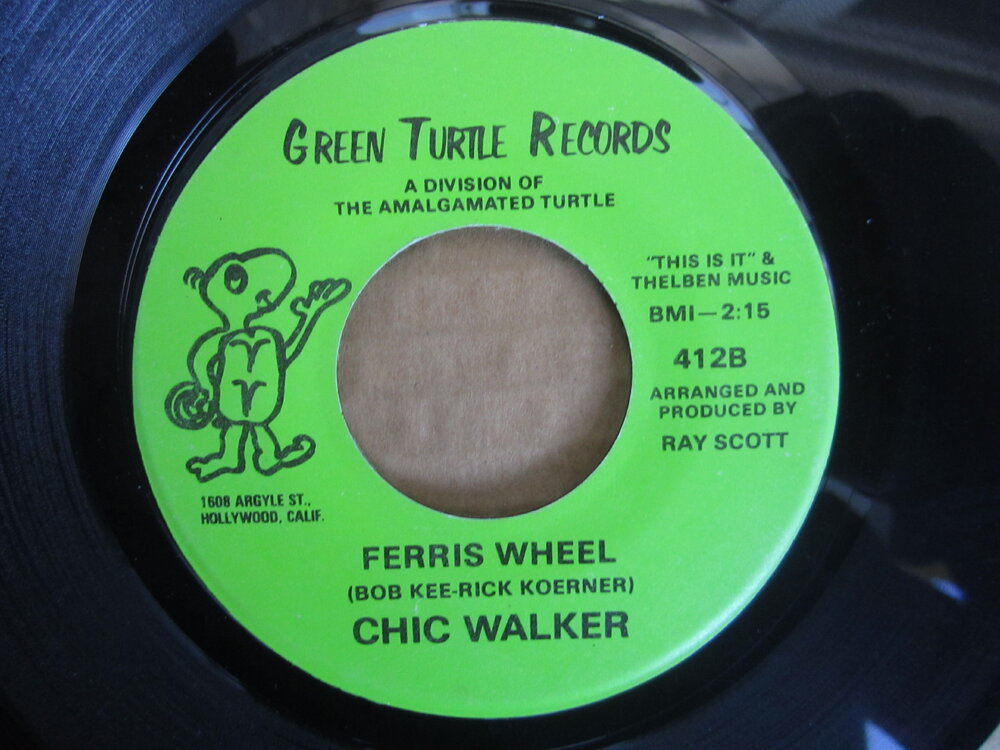 GREEN TURTLE RECORDS
A DIVISION OF
THE AMALGAMATED TURTLE
"THIS IS IT" &
THELBEN MUSIC
BMI—2:15
412B
ARRANGED AND
PRODUCED BY
RAY SCOTT
1608 ARGYLE ST.,
HOLLYWOOD, CALIF.
FERRIS WHEEL
(BOB KEE-RICK KOERNER)
CHIC WALKER